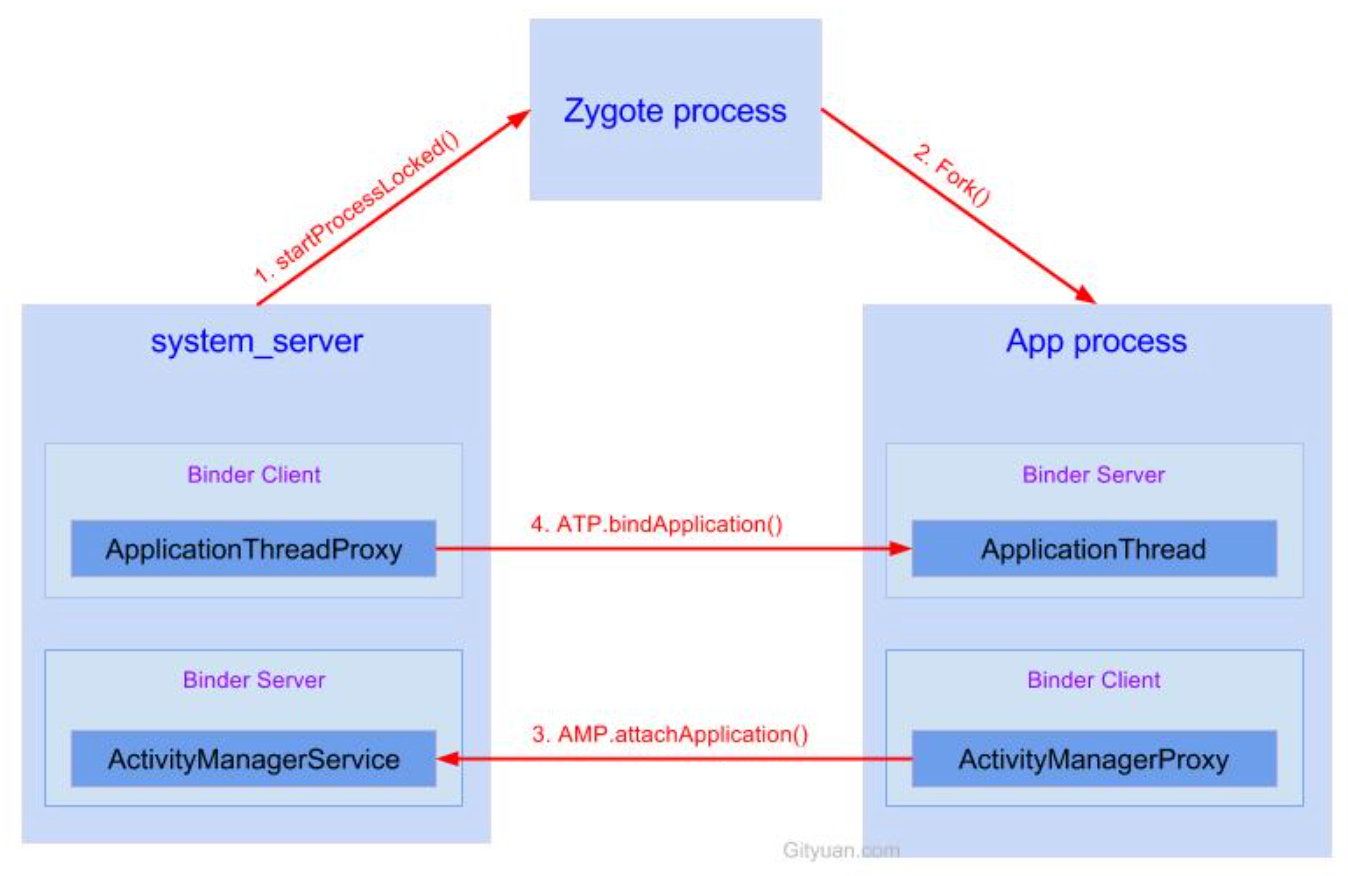 Zygote process
1. startProcessLocked()
2. Fork()
system_server
App process
Binder Client
Binder Server
4. ATP.bindApplication()
ApplicationThreadProxy
ApplicationThread
Binder Server
Binder Client
3. AMP.attachApplication()
ActivityManagerService
ActivityManagerProxy
Gityuan.com